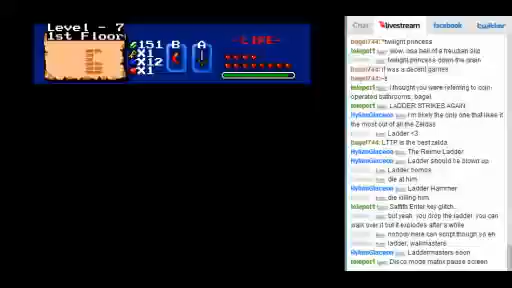 Level - 7
1st Floor
151 B A
X1
X12
X1
-LIFE-
Chat livestream facebook twitter
twilight princess
wow, issa bell of a freudian slip
twilight princess down the drain
it was a decent games
I thought you were referring to coin-
operated bathrooms, bagel
LADDER STRIKES AGAIN
I'm likely the only one that likes it
the most out of all the Zeldas
Ladder <3
LTTP is the best zelda
The Reime Ladder
Ladder should be blown up
Ladder bombs
die at him
Ladder Hammer
die killing him
Saffith Enter key glitch..
but yeah, you drop the ladder, you can
walk over it but it explodes after a while
nobody here can script though so eh
ladder, wallmasters
Laddermasters soon
Disco mode matrix pause screen